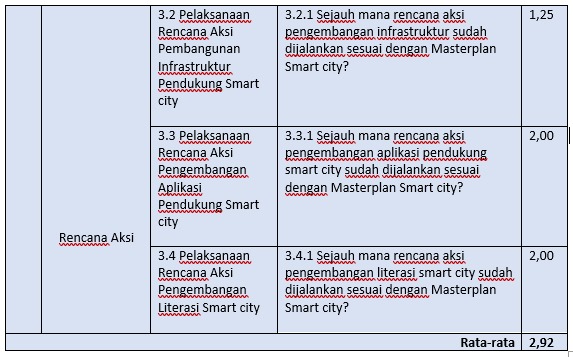 3.2 Pelaksanaan
Rencana Aksi
Pembangunan
Infrastruktur
Pendukung Smart
city
3.2.1 Sejauh mana rencana aksi
pengembangan infrastruktur sudah
dijalankan sesuai dengan Masterplan
Smart city?
1,25
Rencana Aksi
3.3 Pelaksanaan
Rencana Aksi
Pengembangan
Aplikasi
Pendukung Smart
city
3.3.1 Sejauh mana rencana aksi
pengembangan aplikasi pendukung
smart city sudah dijalankan sesuai
dengan Masterplan Smart city?
2,00
3.4 Pelaksanaan
Rencana Aksi
Pengembangan
Literasi Smart city
3.4.1 Sejauh mana rencana aksi
pengembangan literasi smart city sudah
dijalankan sesuai dengan Masterplan
Smart city?
2,00
Rata-rata
2,92